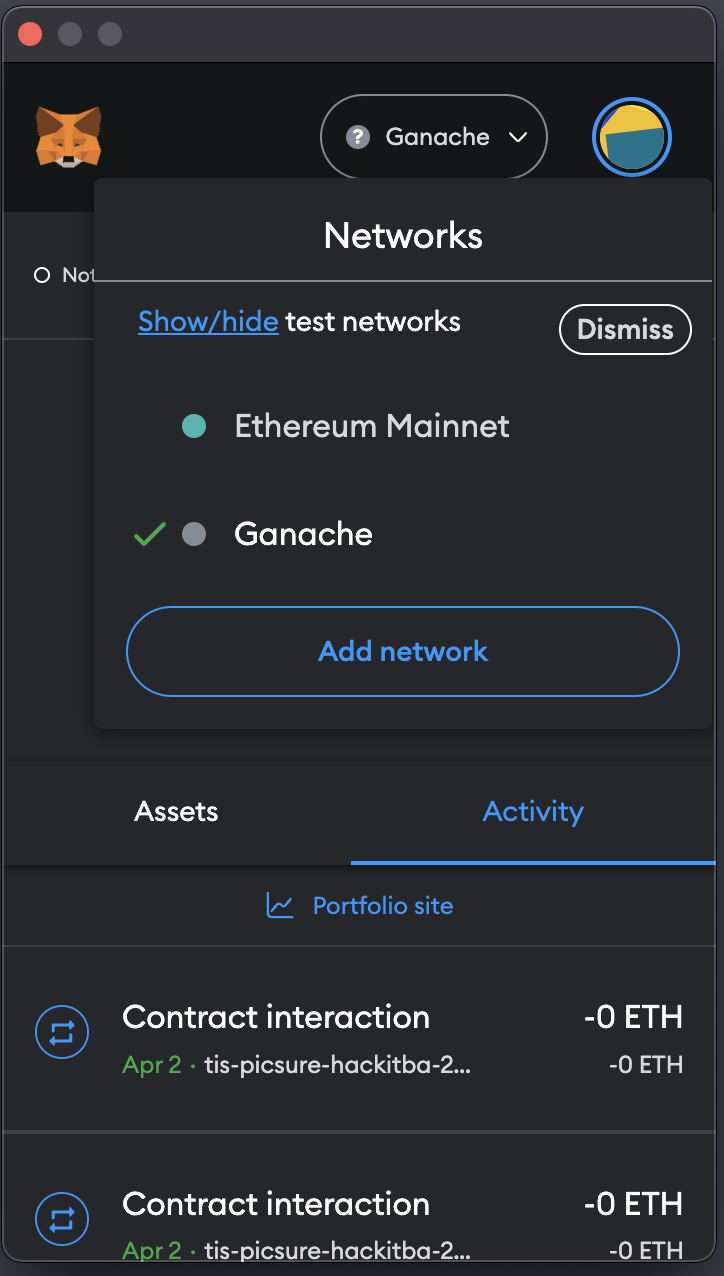 ? Ganache
Networks
Not
Show/hide test networks
Dismiss
Ethereum Mainnet
Ganache
Add network
Assets
Activity
Portfolio site
Contract interaction
-0 ETH
Apr 2 · tis-picsure-hackitba-2...
-0 ETH
Contract interaction
-0 ETH
Apr 2 · tis-picsure-hackitba-2...
-0 ETH